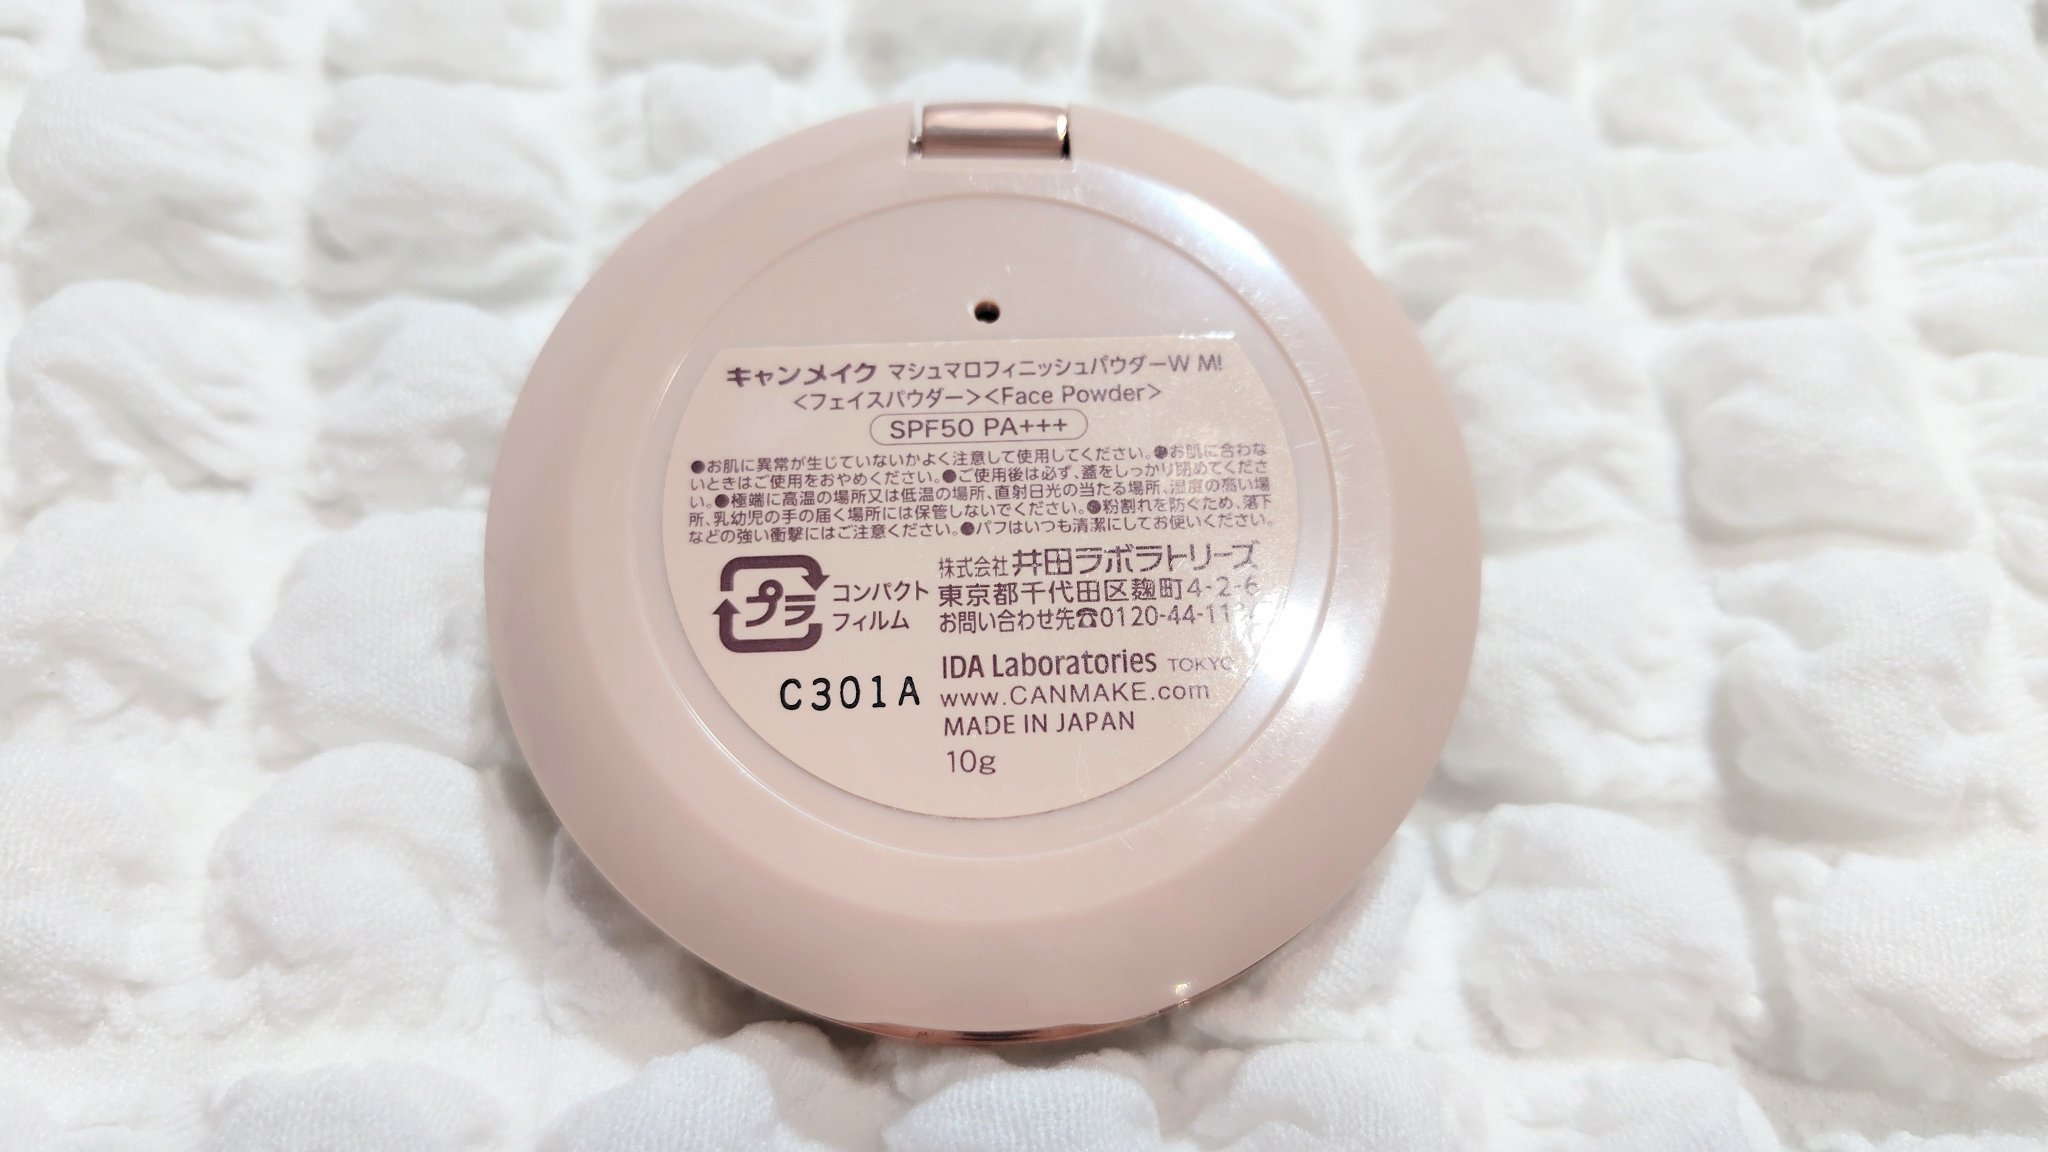 キャンメイク マシュマロフィニッシュパウダーW MI
<フェイスパウダー><Face Powder>
SPF50 PA+++
●お肌に異常が生じていないかよく注意して使用してください。●お肌に合わな
いときはご使用をおやめください。●ご使用後は必ず、蓋をしっかり閉めてくださ
い。●極端に高温の場所又は低温の場所、直射日光の当たる場所、湿度の高い場
所、乳幼児の手の届く場所には保管しないでください。●粉割れを防ぐため、落下
などの強い衝撃にはご注意ください。●パフはいつも清潔にしてお使いください。
プラ
コンパクト
フィルム
株式会社 井田ラボラトリーズ
東京都千代田区麹町4-2-6
お問い合わせ先☎0120-44-11
C301A
IDA Laboratories TOKYO
www.CANMAKE.com
MADE IN JAPAN
10g